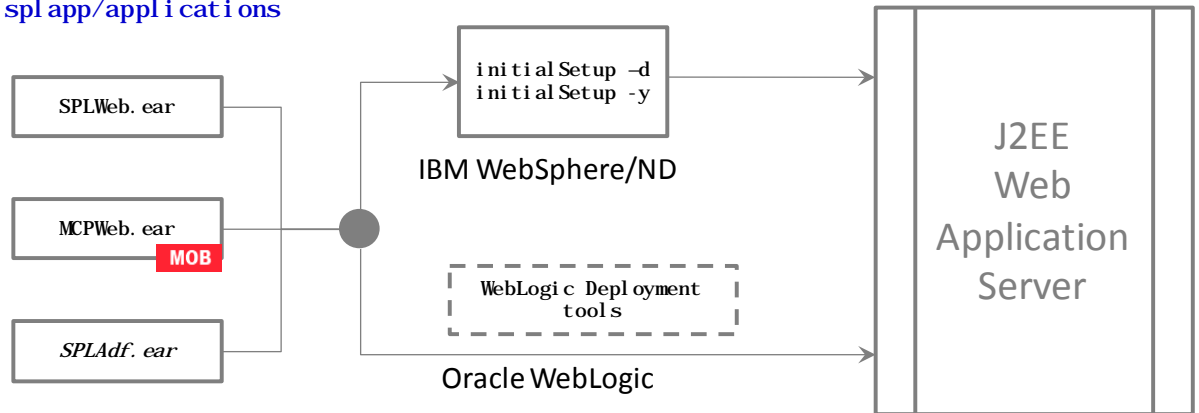 splapp/applications
SPLWeb.ear
MCPWeb.ear
MOB
SPLAdf.ear
initialSetup –d
initialSetup -y
IBM WebSphere/ND
WebLogic Deployment
tools
Oracle WebLogic
J2EE
Web
Application
Server